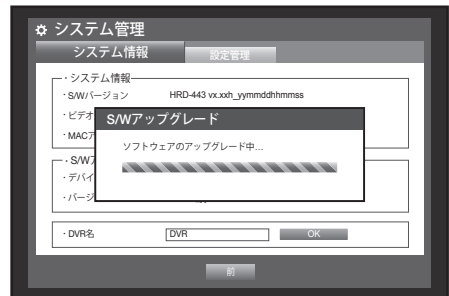 システム管理
システム情報 設定管理
・システム情報
・S/Wバージョン HRD-443 vx.xxh_yymmddhhmmss
・ビデオ
・MACア
S/Wアップグレード
ソフトウェアのアップグレード中...
・S/Wア
・デバイ
・バージ
・DVR名 DVR OK
前